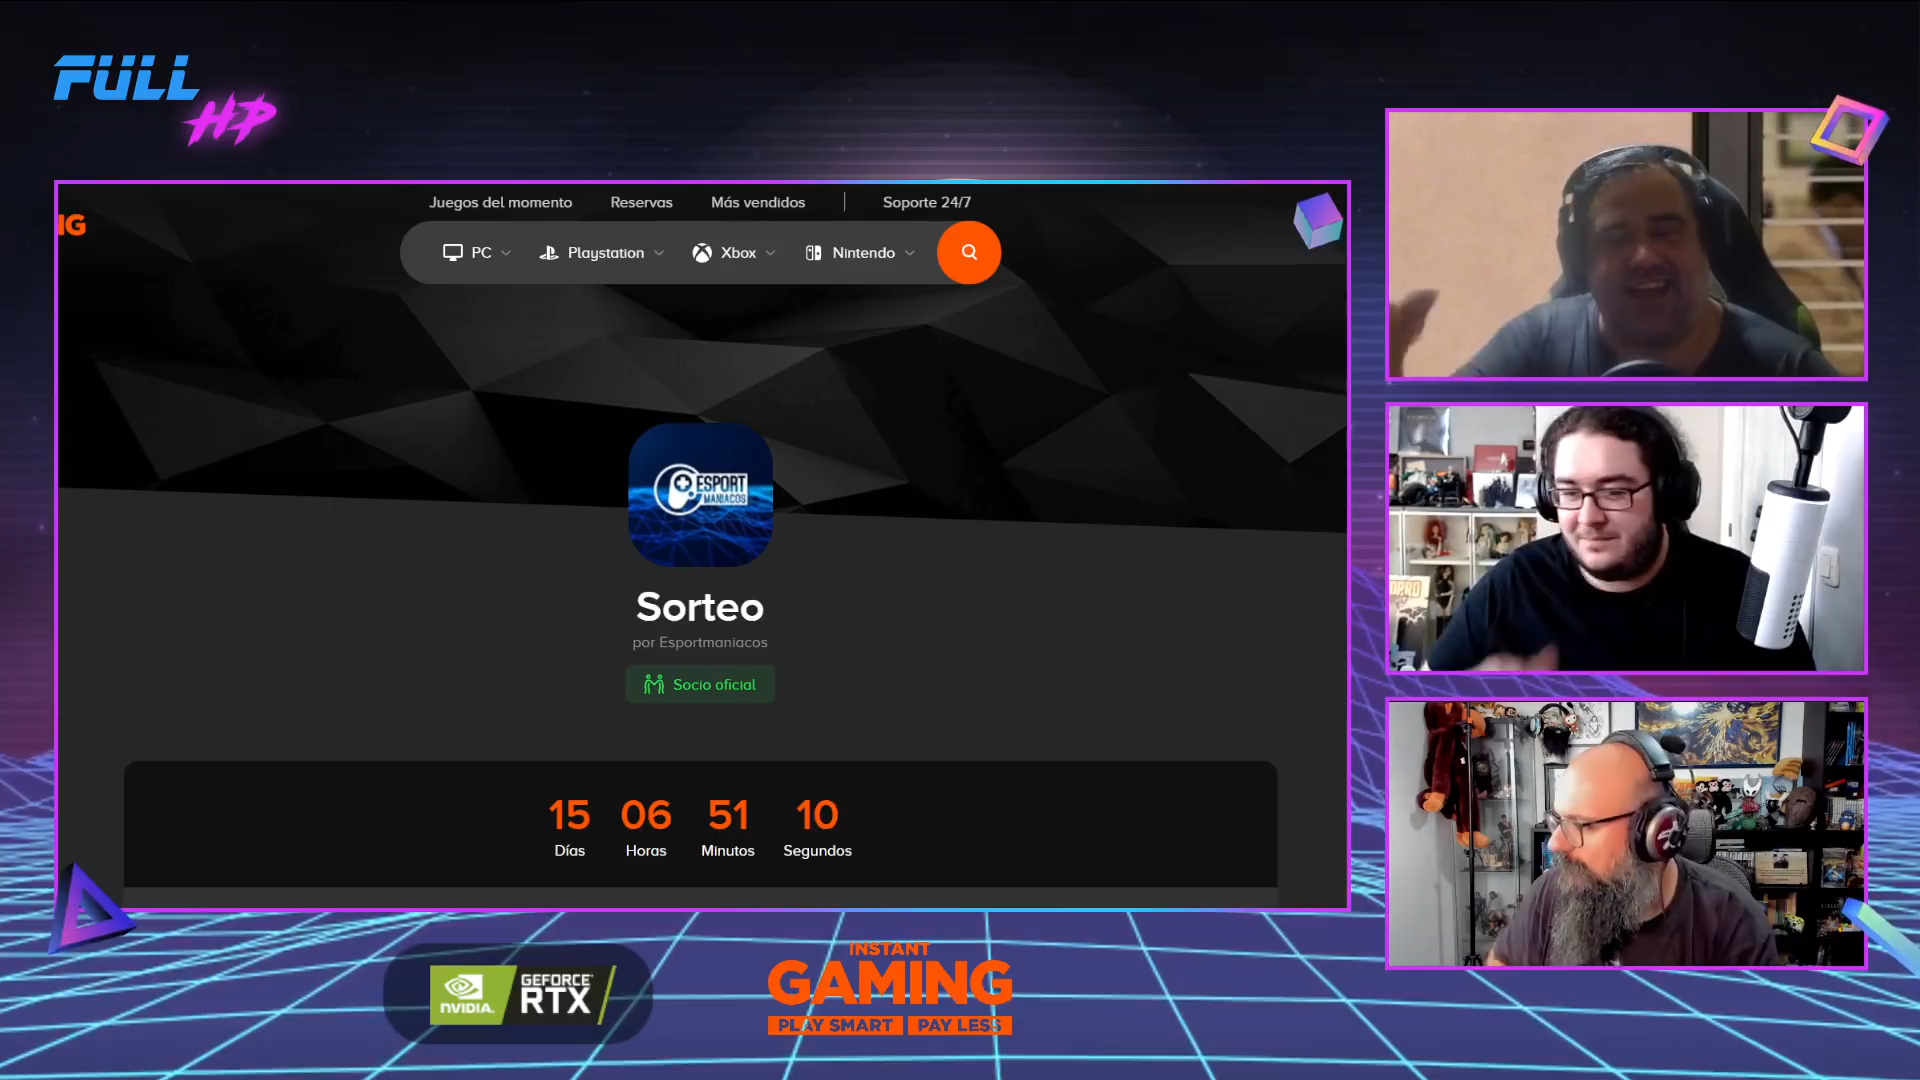 FULL
HP
Juegos del momento Reservas Más vendidos Soporte 24/7
NG
PC Playstation Xbox Nintendo
ESPORT
MANIACOS
Sorteo
por Esportmaniacos
Socio oficial
15 06 51 10
Días Horas Minutos Segundos
NVIDIA. GEFORCE
RTX
INSTANT
GAMING
PLAY SMART PAY LESS